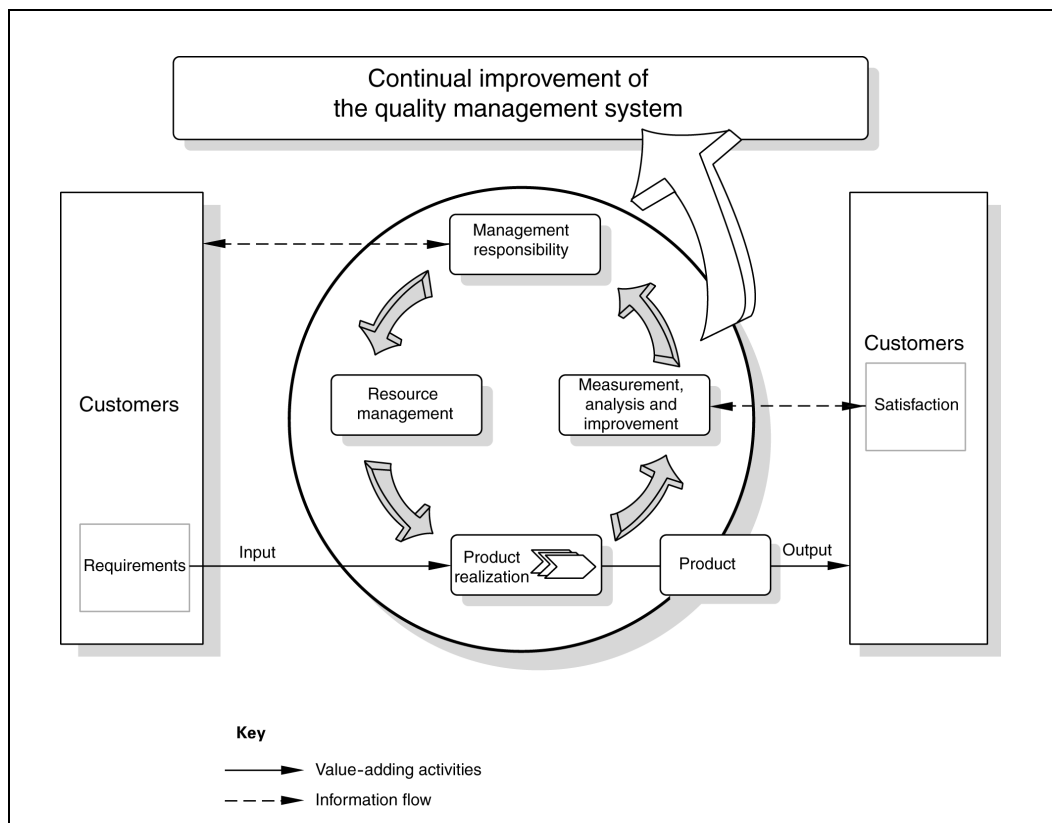 Continual improvement of
the quality management system
Management
responsibility
Customers
Resource
management
Measurement,
analysis and
improvement
Customers
Satisfaction
Requirements
Input
Product
realization
Product
Output
Key
Value-adding activities
Information flow